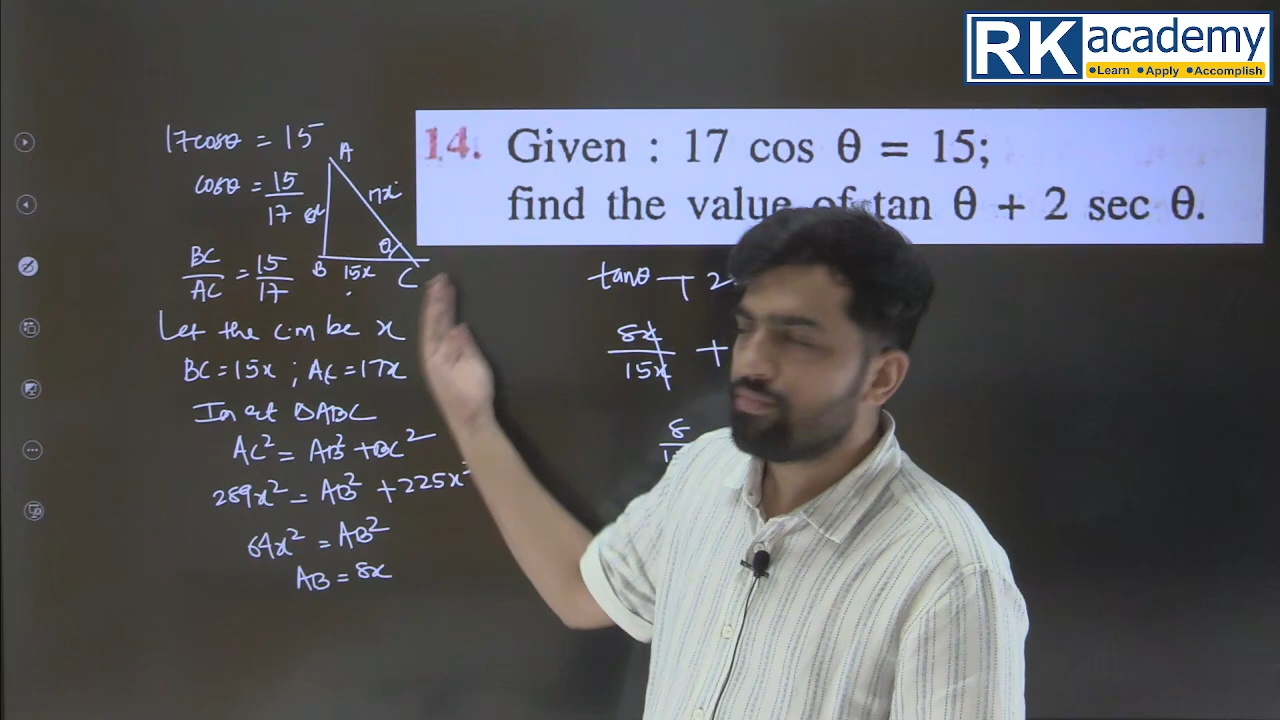 RK academy
•Learn •Apply •Accomplish
14. Given : 17 cos θ = 15;
find the value of tan θ + 2 sec θ.
17cosθ = 15
cosθ = 15/17
A
17x
8x
θ
B 15x C
BC/AC = 15/17
Let the c.m be x
BC = 15x ; AC = 17x
In rt ΔABC
AC² = AB² + BC²
289x² = AB² + 225x²
64x² = AB²
AB = 8x
tanθ + 2
8x/15x +
8